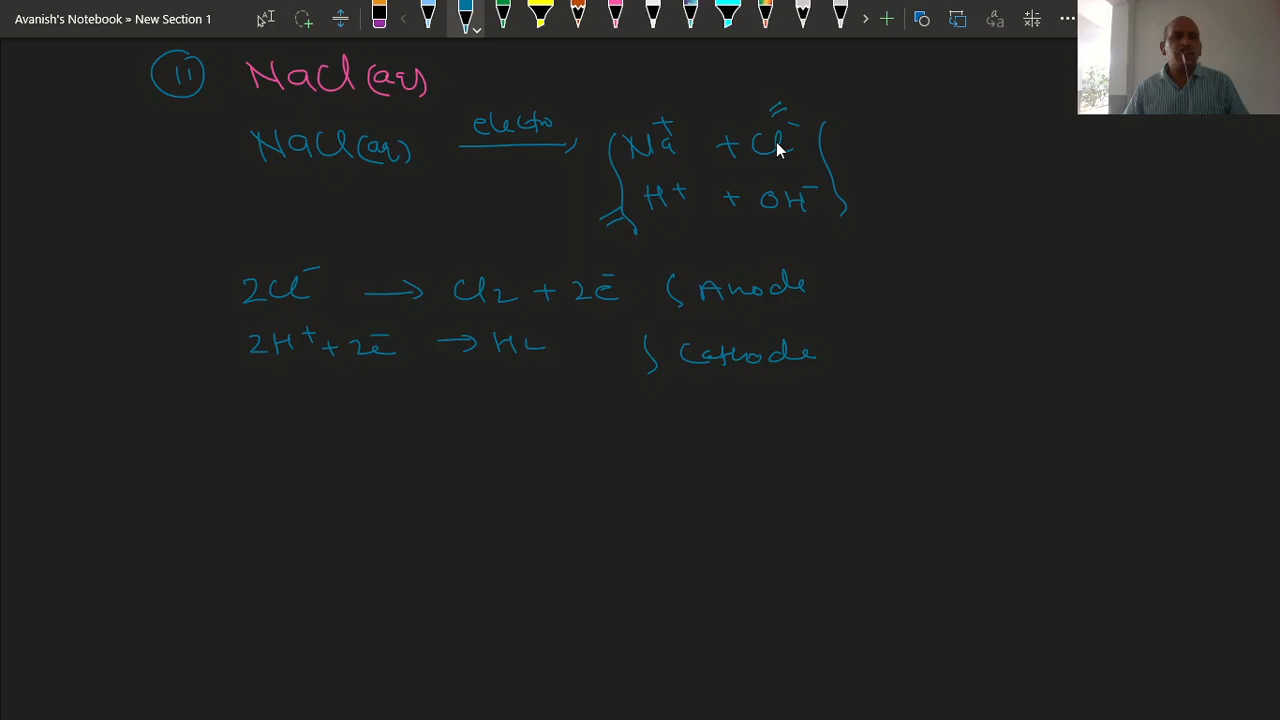 Avanish's Notebook » New Section 1
11 NaCl(aq)
NaCl(aq) electro Na⁺ + Cl⁻
H⁺ + OH⁻
2Cl⁻ → Cl2 + 2e⁻ Anode
2H⁺ + 2e⁻ → H2 Cathode